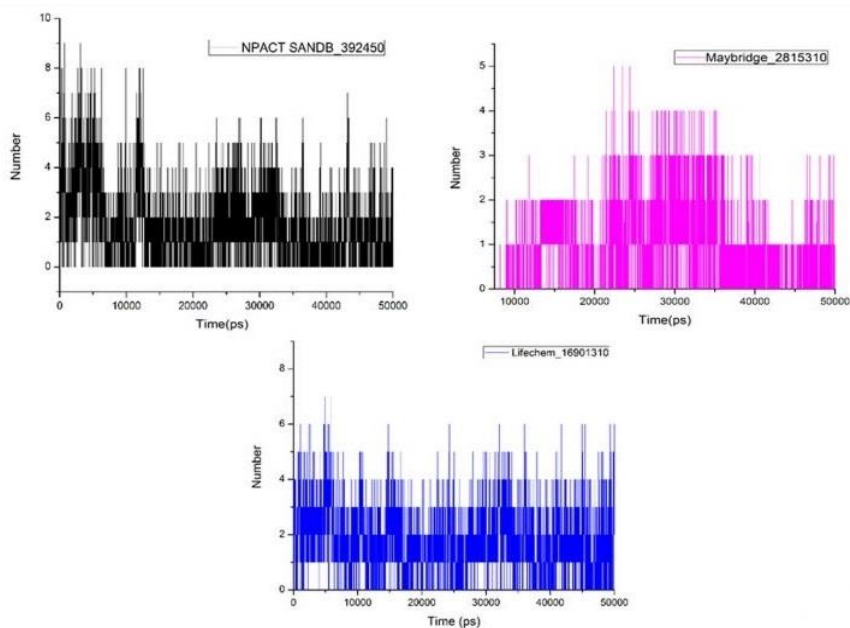 NPACT SANDB_392450
Number
10
8
6
4
2
0
0 10000 20000 30000 40000 50000
Time(ps)
Maybridge_2815310
Number
5
4
3
2
1
0
10000 20000 30000 40000 50000
Time(ps)
Lifechem_16901310
Number
8
6
4
2
0
0 10000 20000 30000 40000 50000
Time (ps)